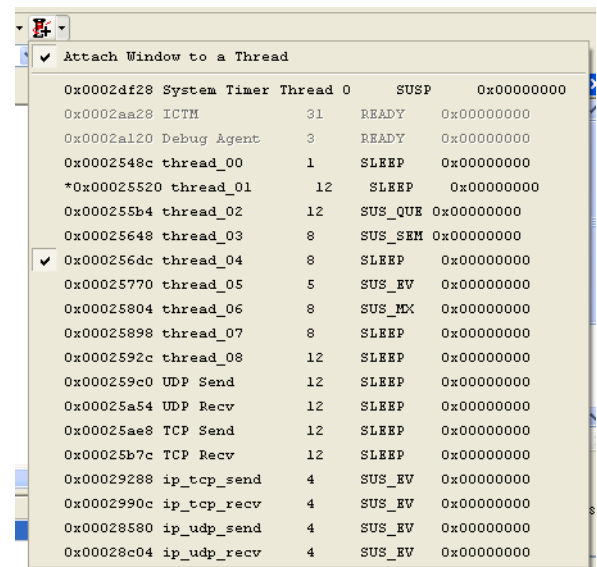 Attach Window to a Thread
0x0002df28 System Timer Thread 0 SUSP 0x00000000
0x0002aa28 ICTM 31 READY 0x00000000
0x0002a120 Debug Agent 3 READY 0x00000000
0x0002548c thread_00 1 SLEEP 0x00000000
*0x00025520 thread_01 12 SLEEP 0x00000000
0x000255b4 thread_02 12 SUS_QUE 0x00000000
0x00025648 thread_03 8 SUS_SEM 0x00000000
0x000256dc thread_04 8 SLEEP 0x00000000
0x00025770 thread_05 5 SUS_EV 0x00000000
0x00025804 thread_06 8 SUS_MX 0x00000000
0x00025898 thread_07 8 SLEEP 0x00000000
0x0002592c thread_08 12 SLEEP 0x00000000
0x000259c0 UDP Send 12 SLEEP 0x00000000
0x00025a54 UDP Recv 12 SLEEP 0x00000000
0x00025ae8 TCP Send 12 SLEEP 0x00000000
0x00025b7c TCP Recv 12 SLEEP 0x00000000
0x00029288 ip_tcp_send 4 SUS_EV 0x00000000
0x0002990c ip_tcp_recv 4 SUS_EV 0x00000000
0x00028580 ip_udp_send 4 SUS_EV 0x00000000
0x00028c04 ip_udp_recv 4 SUS_EV 0x00000000